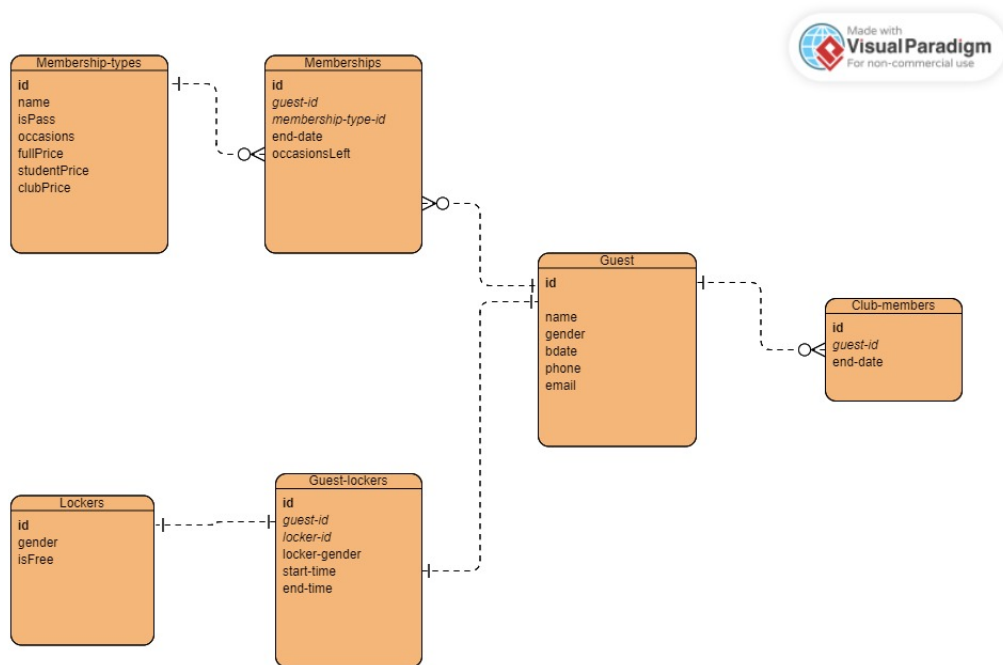 Made with
Visual Paradigm
For non-commercial use
Membership-types
id
name
isPass
occasions
fullPrice
studentPrice
clubPrice
Memberships
id
guest-id
membership-type-id
end-date
occasionsLeft
Guest
id
name
gender
bdate
phone
email
Club-members
id
guest-id
end-date
Lockers
id
gender
isFree
Guest-lockers
id
guest-id
locker-id
locker-gender
start-time
end-time